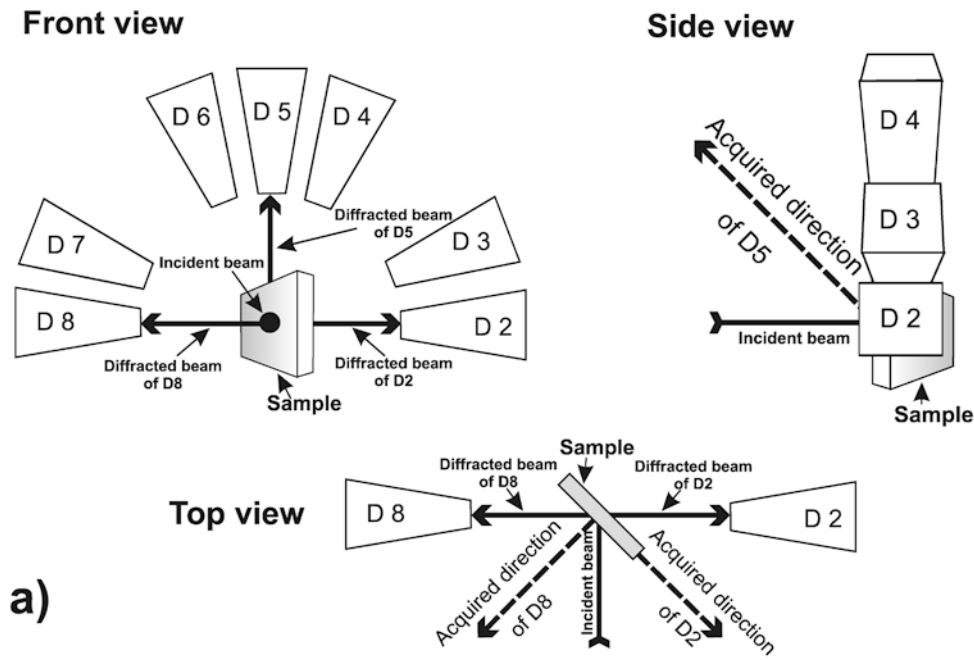 Front view
Side view
D 6
D 5
D 4
D 7
D 3
D 8
D 2
Diffracted beam
of D5
Incident beam
Diffracted beam
of D8
Diffracted beam
of D2
Sample
D 4
D 3
D 2
Acquired direction
of D5
Incident beam
Sample
Top view
Sample
Diffracted beam
of D8
Diffracted beam
of D2
D 8
D 2
Acquired direction
of D8
Incident beam
Acquired direction
of D2
a)